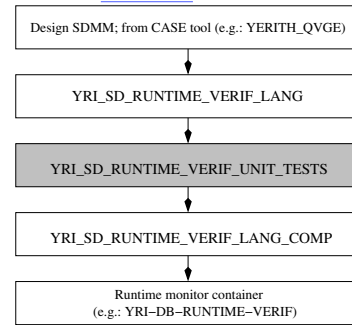 Design SDMM; from CASE tool (e.g.: YERITH_QVGE)
YRI_SD_RUNTIME_VERIF_LANG
YRI_SD_RUNTIME_VERIF_UNIT_TESTS
YRI_SD_RUNTIME_VERIF_LANG_COMP
Runtime monitor container
(e.g.: YRI−DB−RUNTIME−VERIF)